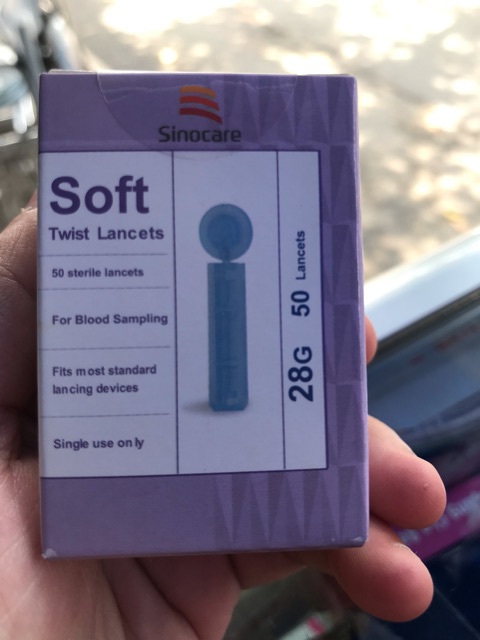 Sinocare
Soft
Twist Lancets
50 sterile lancets
For Blood Sampling
Fits most standard
lancing devices
Single use only
28G 50 Lancets